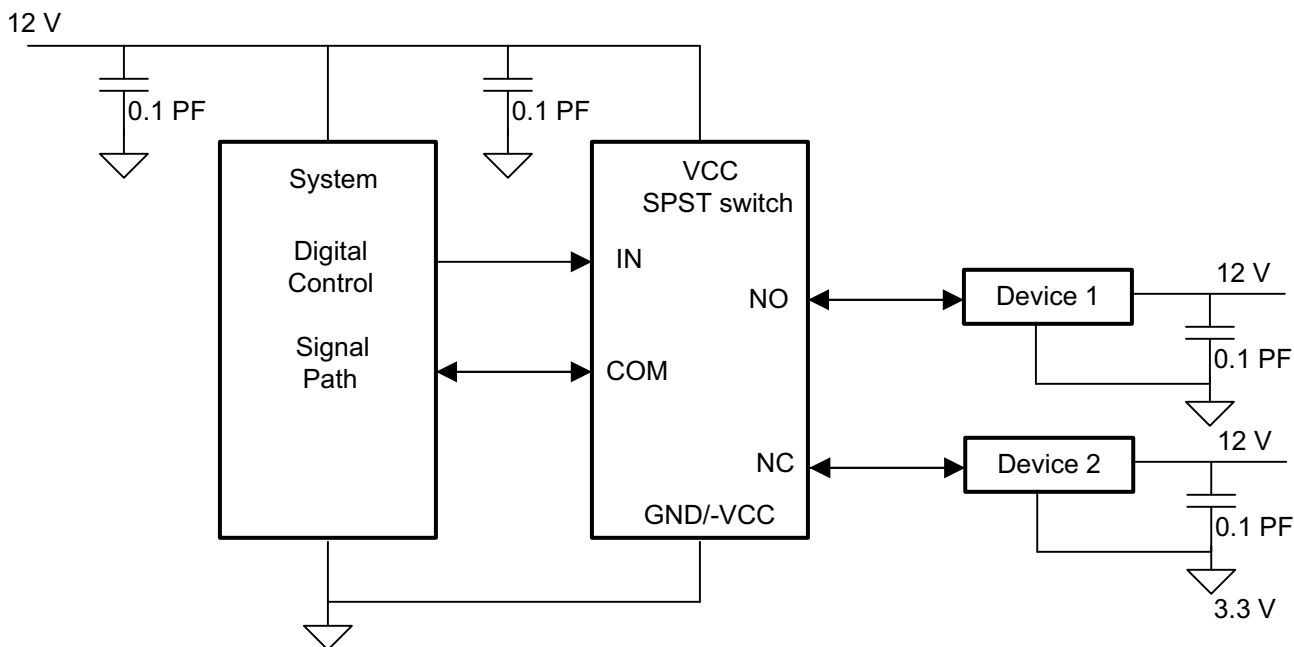 12 V
0.1 PF
0.1 PF
System
Digital
Control
Signal
Path
VCC
SPST switch
IN
NO
COM
NC
GND/-VCC
Device 1
12 V
0.1 PF
Device 2
12 V
0.1 PF
3.3 V